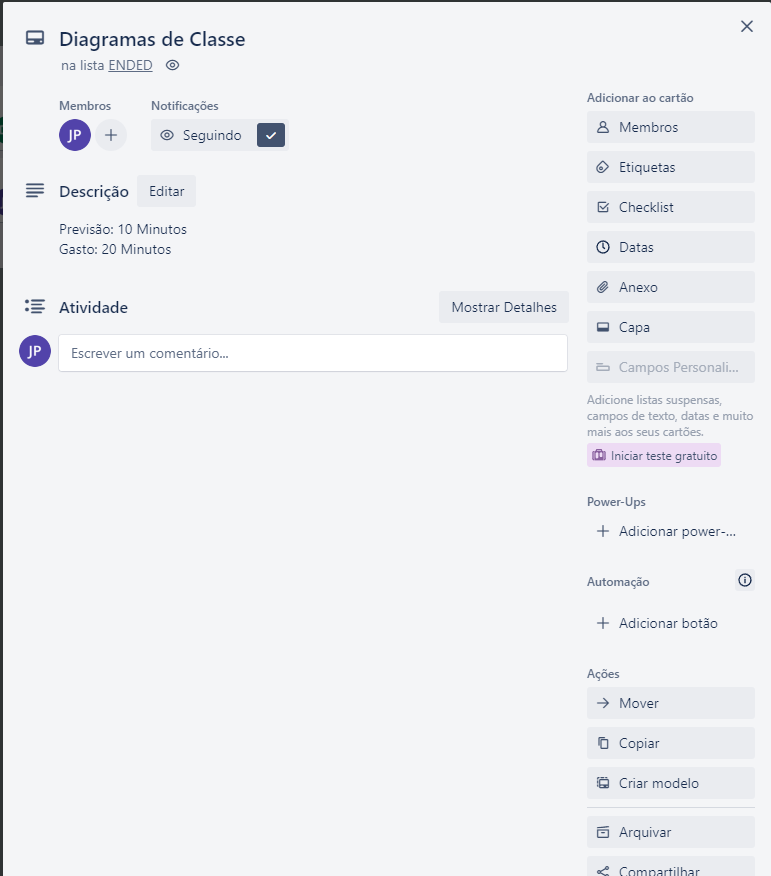 Diagramas de Classe
na lista ENDED
Membros
Notificações
JP
Seguindo
Descrição
Editar
Previsão: 10 Minutos
Gasto: 20 Minutos
Atividade
Mostrar Detalhes
JP
Escrever um comentário...
Adicionar ao cartão
Membros
Etiquetas
Checklist
Datas
Anexo
Capa
Campos Personali...
Adicione listas suspensas,
campos de texto, datas e muito
mais aos seus cartões.
Iniciar teste gratuito
Power-Ups
Adicionar power-...
Automação
Adicionar botão
Ações
Mover
Copiar
Criar modelo
Arquivar
Compartilhar